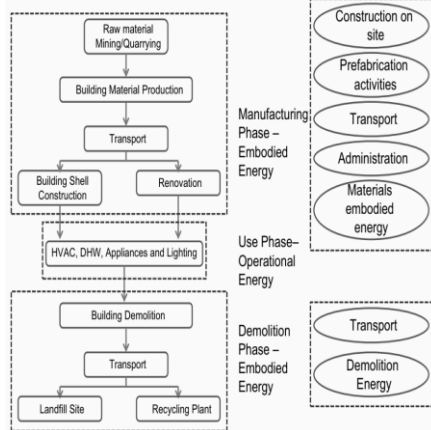 Raw material
Mining/Quarrying
Building Material Production
Transport
Building Shell
Construction
Renovation
HVAC, DHW, Appliances and Lighting
Building Demolition
Transport
Landfill Site
Recycling Plant
Manufacturing
Phase –
Embodied
Energy
Use Phase–
Operational
Energy
Demolition
Phase –
Embodied
Energy
Construction on
site
Prefabrication
activities
Transport
Administration
Materials
embodied
energy
Transport
Demolition
Energy